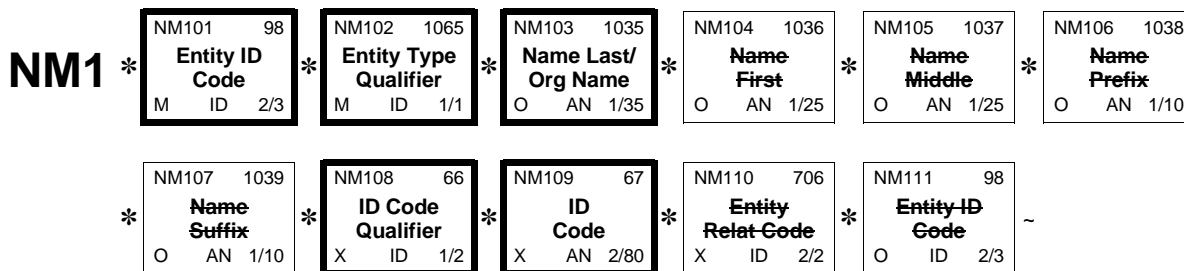 NM101 98 NM102 1065 NM103 1035 NM104 1036 NM105 1037 NM106 1038
NM1 * Entity ID * Entity Type * Name Last/ * Name * Name * Name
Code Qualifier Org Name First Middle Prefix
M ID 2/3 M ID 1/1 O AN 1/35 O AN 1/25 O AN 1/25 O AN 1/10
NM107 1039 NM108 66 NM109 67 NM110 706 NM111 98
* Name * ID Code * ID * Entity * Entity ID ~
Suffix Qualifier Code Relat Code Code
O AN 1/10 X ID 1/2 X AN 2/80 X ID 2/2 O ID 2/3